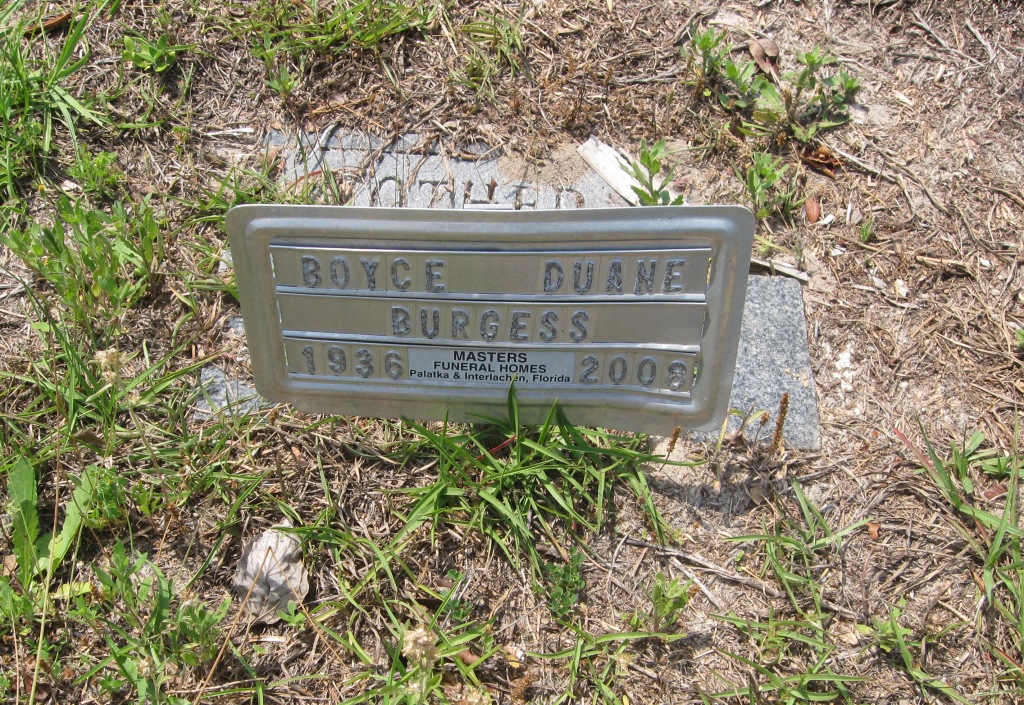 BOYCE DUANE
BURGESS
1936 2008
MASTERS
FUNERAL HOMES
Palatka & Interlachen, Florida